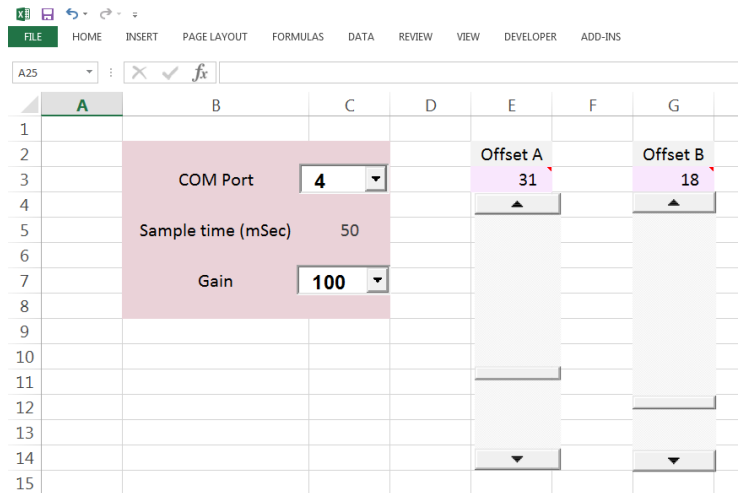 FILE HOME INSERT PAGE LAYOUT FORMULAS DATA REVIEW VIEW DEVELOPER ADD-INS
A25 fx
A B C D E F G
1
2 Offset A Offset B
3 COM Port 4 31 18
4
5 Sample time (mSec) 50
6
7 Gain 100
8
9
10
11
12
13
14
15